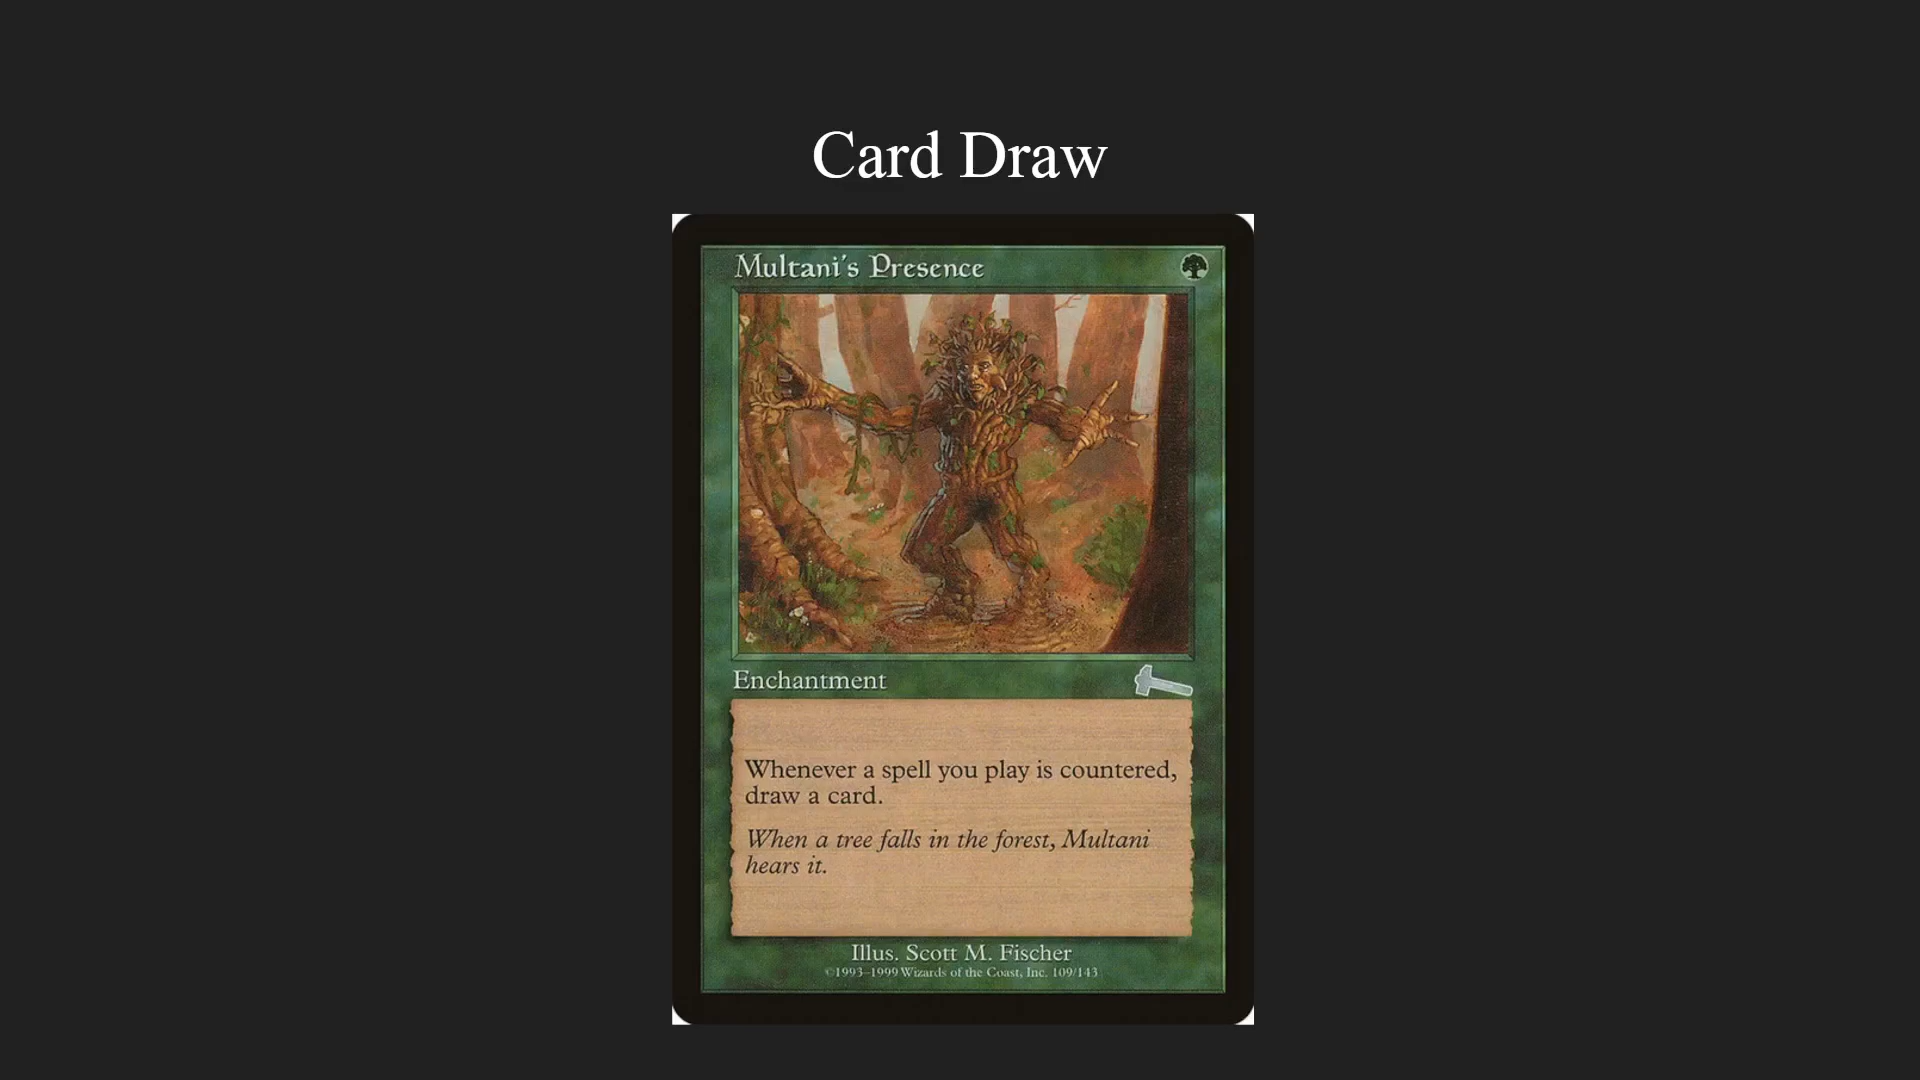 Card Draw
Multani's Presence
Enchantment
Whenever a spell you play is countered,
draw a card.
When a tree falls in the forest, Multani
hears it.
Illus. Scott M. Fischer
©1993–1999 Wizards of the Coast, Inc. 109/143